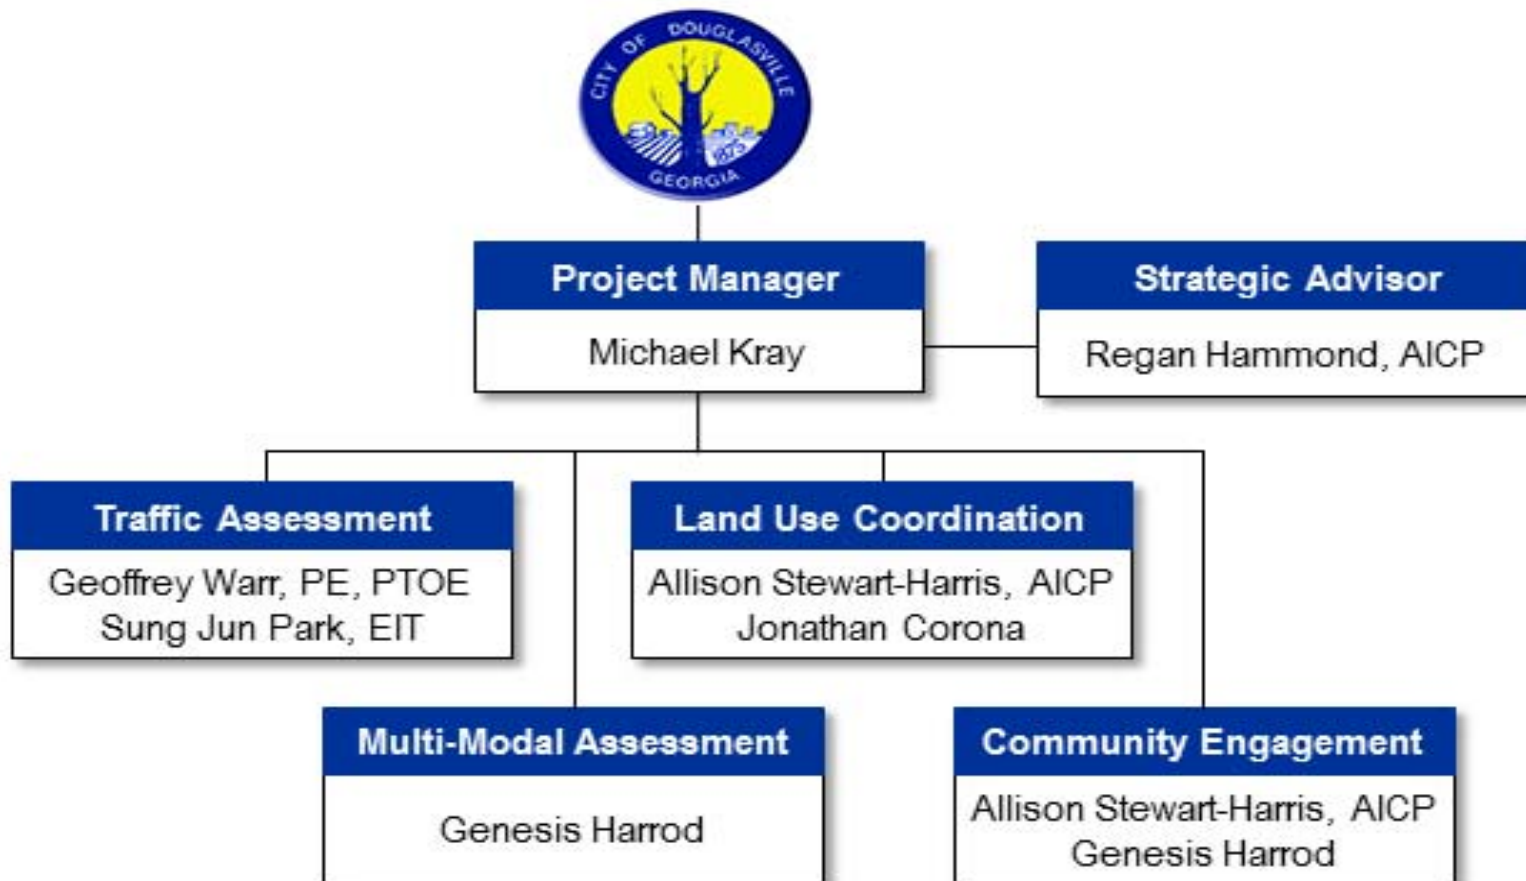 CITY OF DOUGLASVILLE
1875
GEORGIA
Project Manager
Michael Kray
Strategic Advisor
Regan Hammond, AICP
Traffic Assessment
Geoffrey Warr, PE, PTOE
Sung Jun Park, EIT
Land Use Coordination
Allison Stewart-Harris, AICP
Jonathan Corona
Multi-Modal Assessment
Genesis Harrod
Community Engagement
Allison Stewart-Harris, AICP
Genesis Harrod